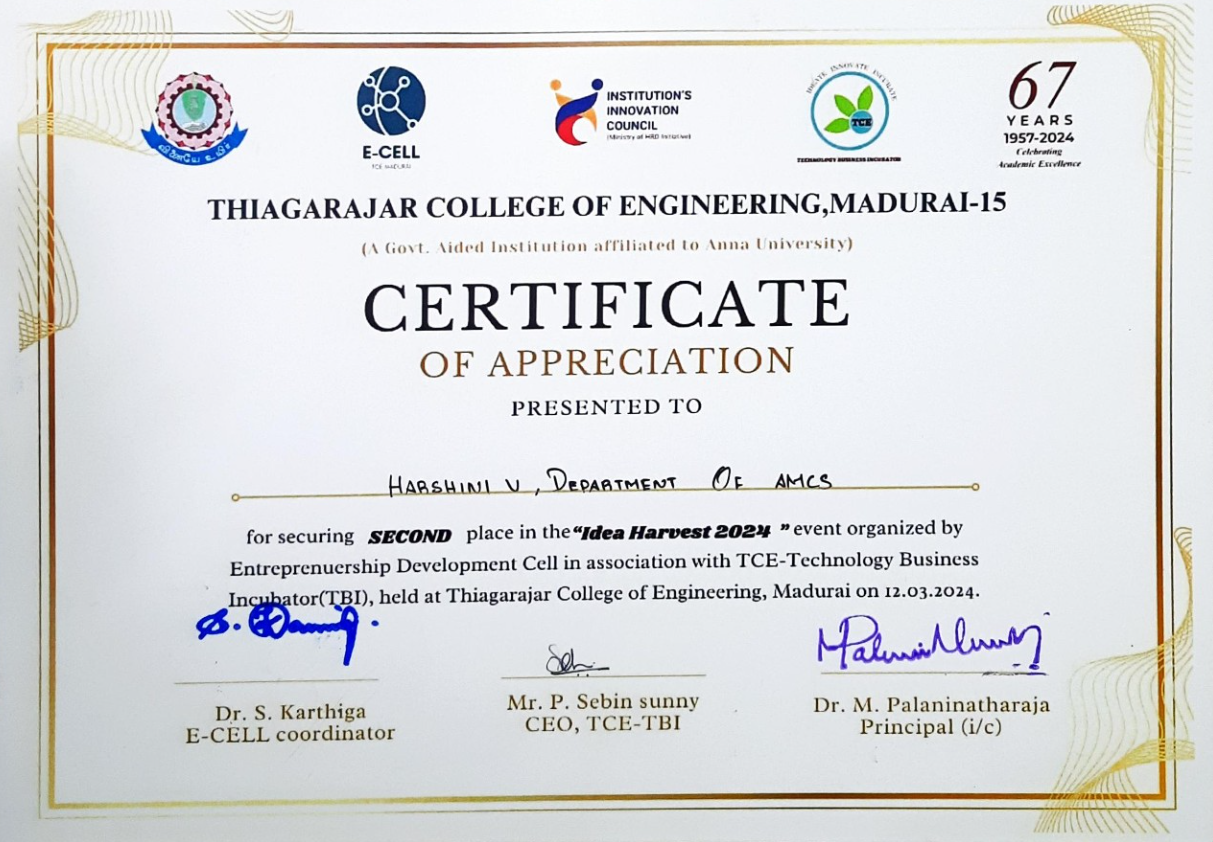 வினையே உயிர்
E-CELL
TCE MADURAI
INSTITUTION'S
INNOVATION
COUNCIL
(Ministry of HRD Initiative)
CREATE INNOVATE INCUBATE
TCE
TECHNOLOGY BUSINESS INCUBATOR
67
YEARS
1957-2024
Celebrating
Academic Excellence
THIAGARAJAR COLLEGE OF ENGINEERING,MADURAI-15
(A Govt. Aided Institution affiliated to Anna University)
CERTIFICATE
OF APPRECIATION
PRESENTED TO
HARSHINI V, DEPARTMENT OF AMCS
for securing SECOND place in the "Idea Harvest 2024 " event organized by
Entreprenuership Development Cell in association with TCE-Technology Business
Incubator(TBI), held at Thiagarajar College of Engineering, Madurai on 12.03.2024.
Dr. S. Karthiga
E-CELL coordinator
Mr. P. Sebin sunny
CEO, TCE-TBI
Dr. M. Palaninatharaja
Principal (i/c)